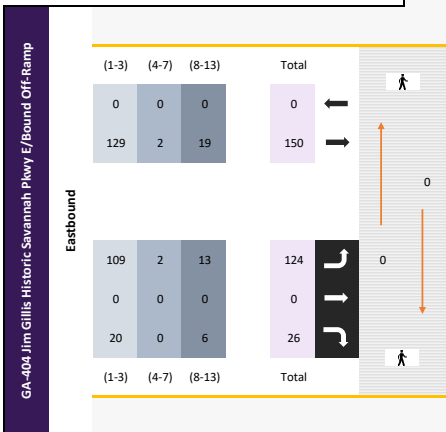 GA-404 Jim Gillis Historic Savannah Pkwy E/Bound Off-Ramp
Eastbound
(1-3) (4-7) (8-13) Total
0 0 0 0
129 2 19 150
0
109 2 13 124 0
0 0 0 0
20 0 6 26
(1-3) (4-7) (8-13) Total